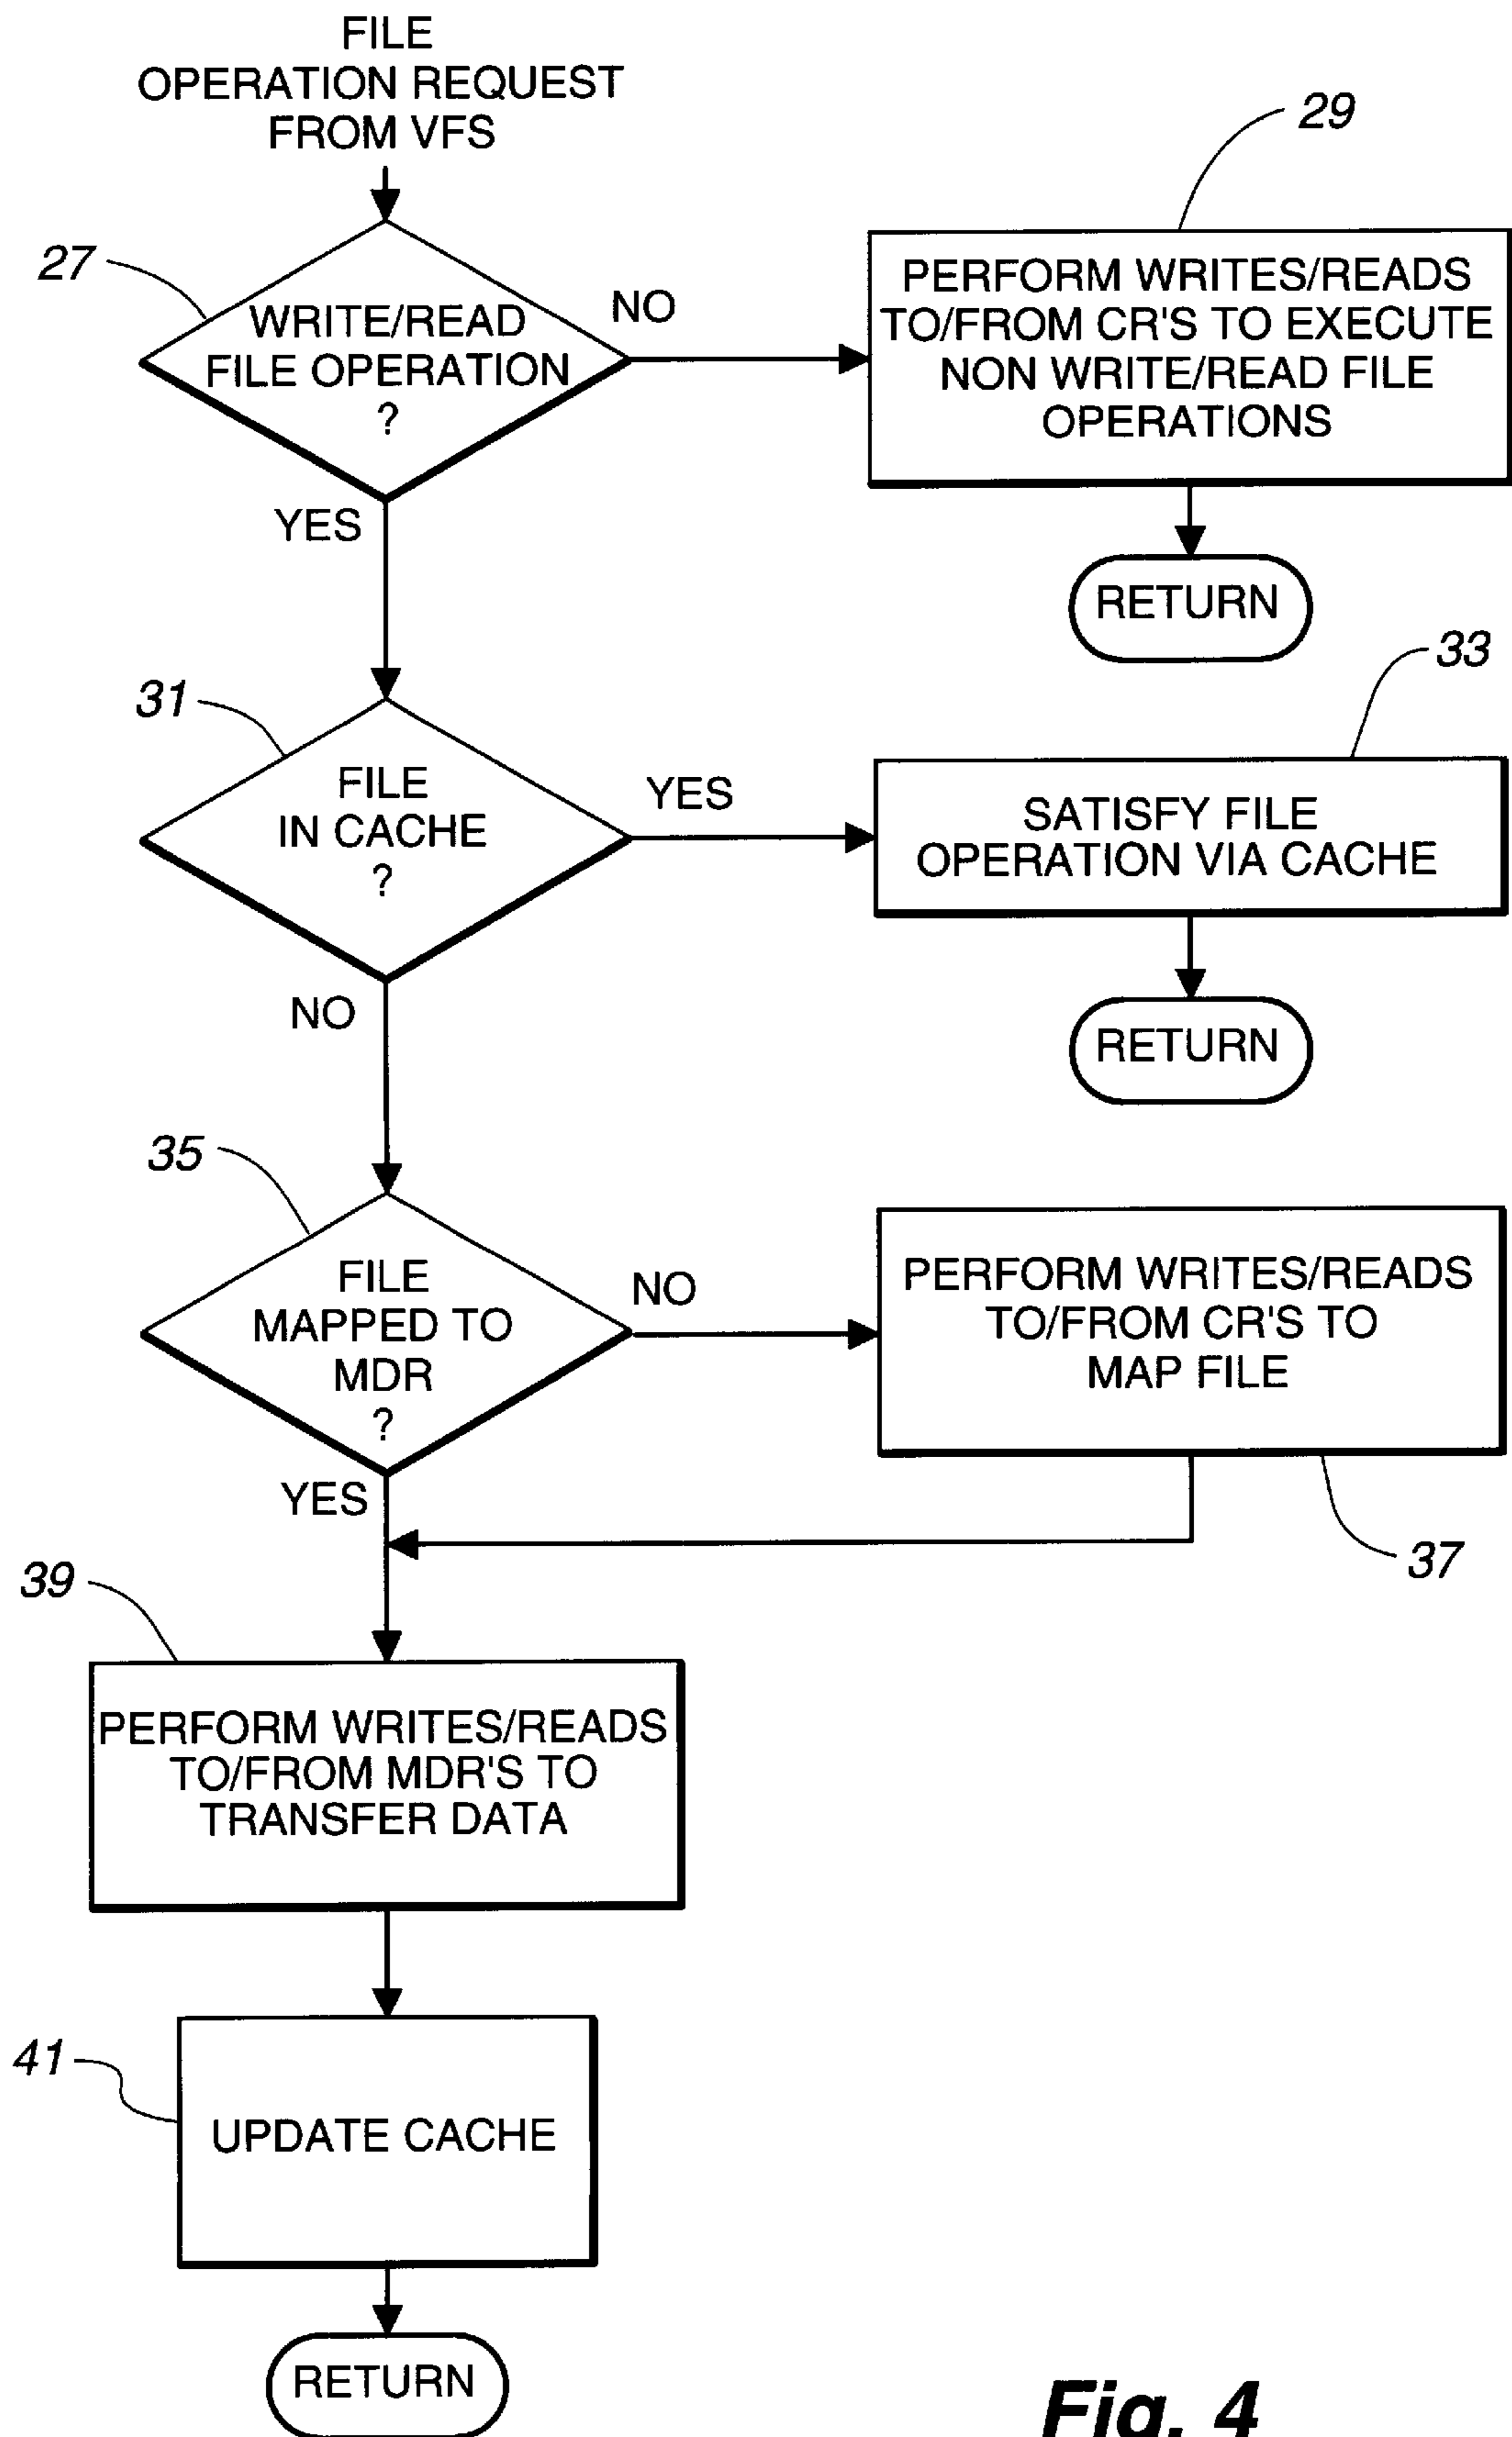 FILE
OPERATION REQUEST
FROM VFS
27
WRITE/READ
FILE OPERATION
?
NO
YES
29
PERFORM WRITES/READS
TO/FROM CR'S TO EXECUTE
NON WRITE/READ FILE
OPERATIONS
RETURN
31
FILE
IN CACHE
?
YES
NO
33
SATISFY FILE
OPERATION VIA CACHE
RETURN
35
FILE
MAPPED TO
MDR
?
NO
YES
PERFORM WRITES/READS
TO/FROM CR'S TO
MAP FILE
37
39
PERFORM WRITES/READS
TO/FROM MDR'S TO
TRANSFER DATA
41
UPDATE CACHE
RETURN
Fig. 4